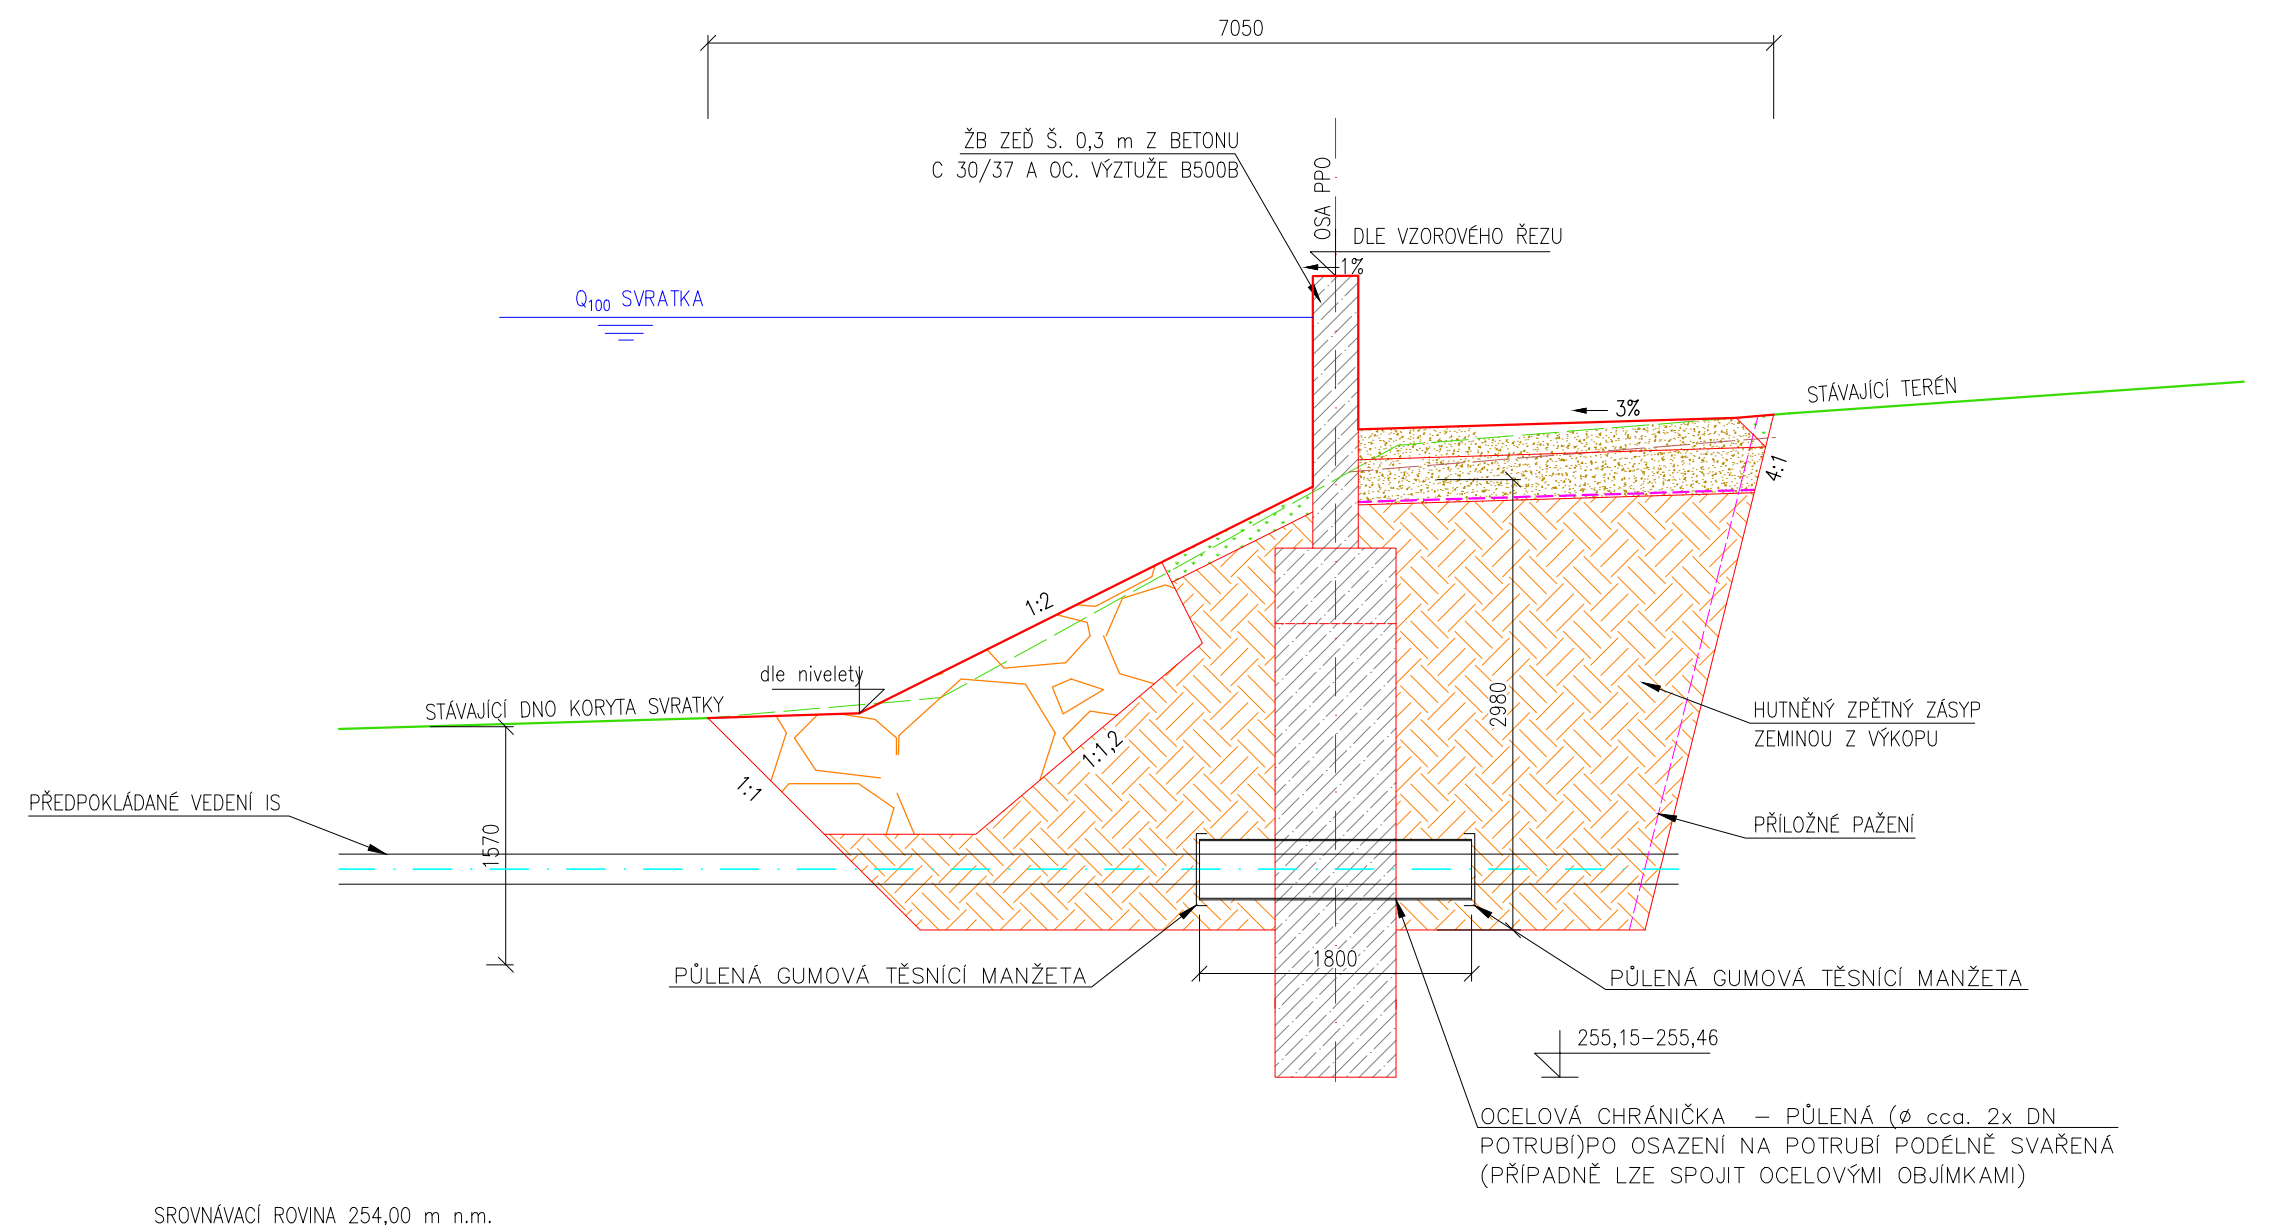 7050
ŽB ZEĎ Š. 0,3 m Z BETONU
C 30/37 A OC. VÝZTUŽE B500B
OSA PPO
DLE VZOROVÉHO ŘEZU
1%
Q100 SVRATKA
STÁVAJÍCÍ TERÉN
3%
4:1
1:2
dle nivelety
STÁVAJÍCÍ DNO KORYTA SVRATKY
2980
HUTNĚNÝ ZPĚTNÝ ZÁSYP
ZEMINOU Z VÝKOPU
1:1,2
1:1
PŘEDPOKLÁDANÉ VEDENÍ IS
1570
PŘÍLOŽNÉ PAŽENÍ
1800
PŮLENÁ GUMOVÁ TĚSNÍCÍ MANŽETA
PŮLENÁ GUMOVÁ TĚSNÍCÍ MANŽETA
255,15-255,46
OCELOVÁ CHRÁNIČKA – PŮLENÁ (ø cca. 2x DN
POTRUBÍ)PO OSAZENÍ NA POTRUBÍ PODÉLNĚ SVAŘENÁ
(PŘÍPADNĚ LZE SPOJIT OCELOVÝMI OBJÍMKAMI)
SROVNÁVACÍ ROVINA 254,00 m n.m.